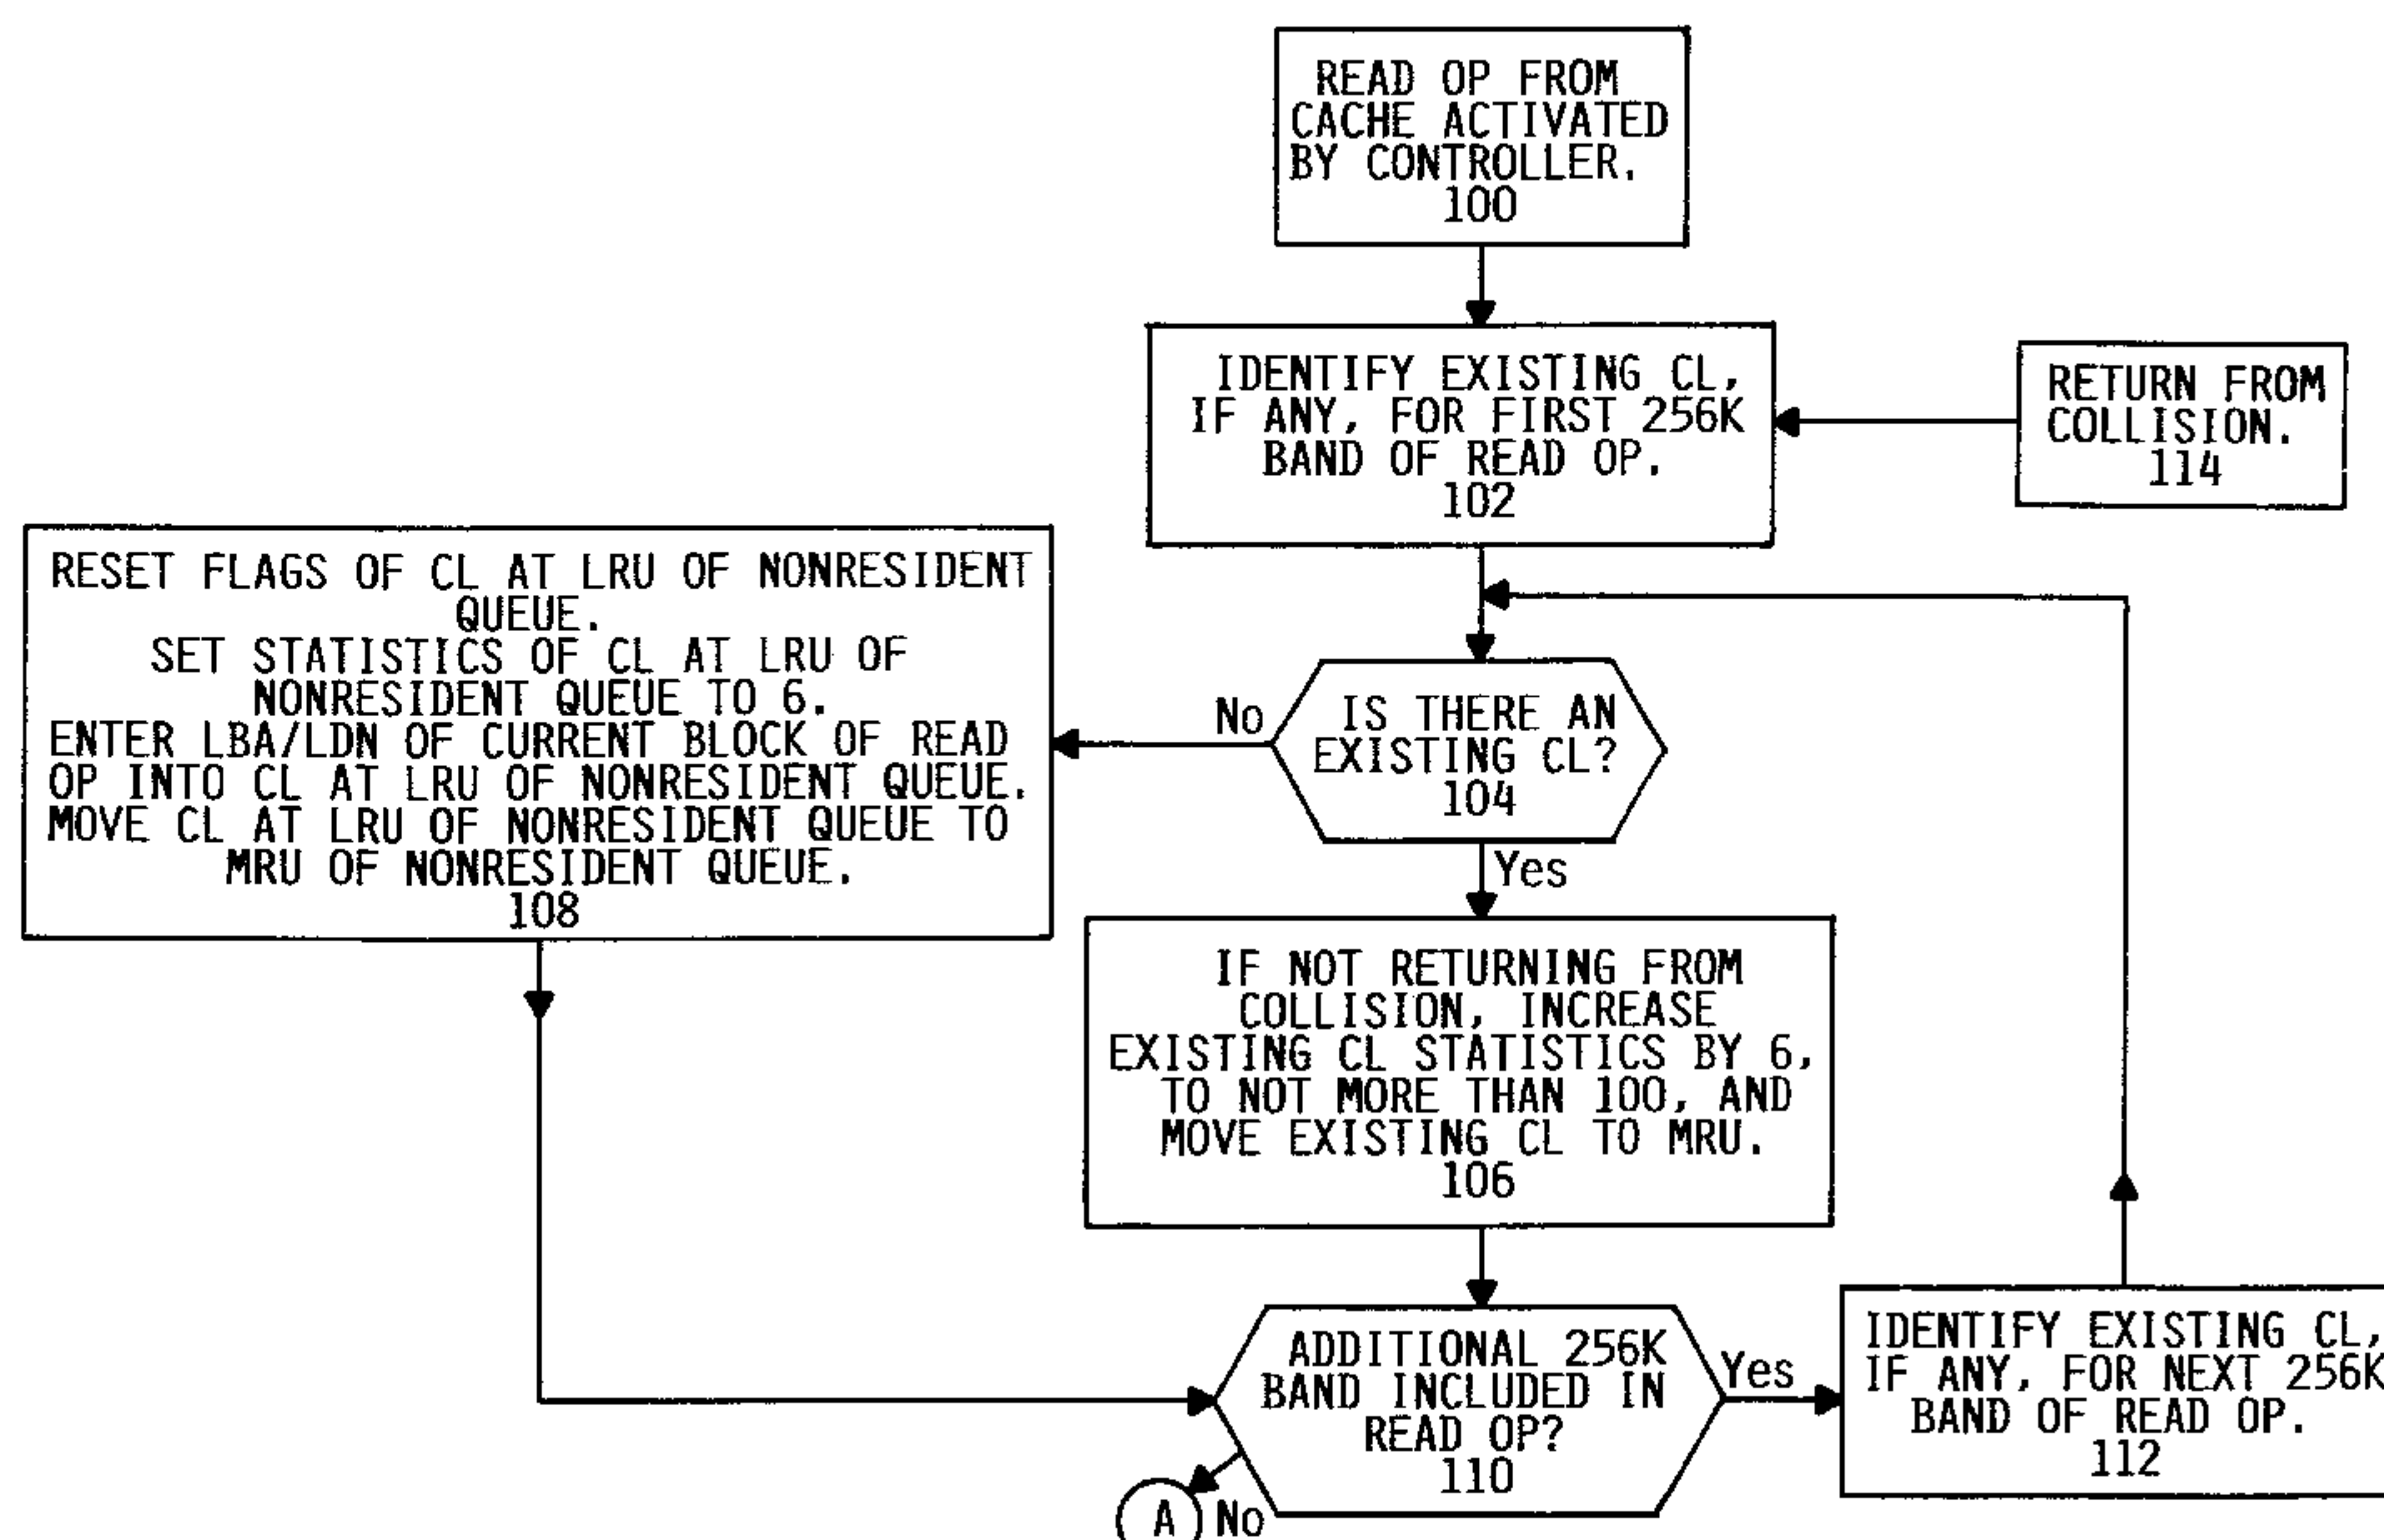 READ OP FROM
CACHE ACTIVATED
BY CONTROLLER.
100
IDENTIFY EXISTING CL,
IF ANY, FOR FIRST 256K
BAND OF READ OP.
102
RETURN FROM
COLLISION.
114
RESET FLAGS OF CL AT LRU OF NONRESIDENT
QUEUE.
SET STATISTICS OF CL AT LRU OF
NONRESIDENT QUEUE TO 6.
ENTER LBA/LDN OF CURRENT BLOCK OF READ
OP INTO CL AT LRU OF NONRESIDENT QUEUE.
MOVE CL AT LRU OF NONRESIDENT QUEUE TO
MRU OF NONRESIDENT QUEUE.
108
No
IS THERE AN
EXISTING CL?
104
Yes
IF NOT RETURNING FROM
COLLISION, INCREASE
EXISTING CL STATISTICS BY 6,
TO NOT MORE THAN 100, AND
MOVE EXISTING CL TO MRU.
106
ADDITIONAL 256K
BAND INCLUDED IN
READ OP?
110
Yes
IDENTIFY EXISTING CL,
IF ANY, FOR NEXT 256K
BAND OF READ OP.
112
A
No